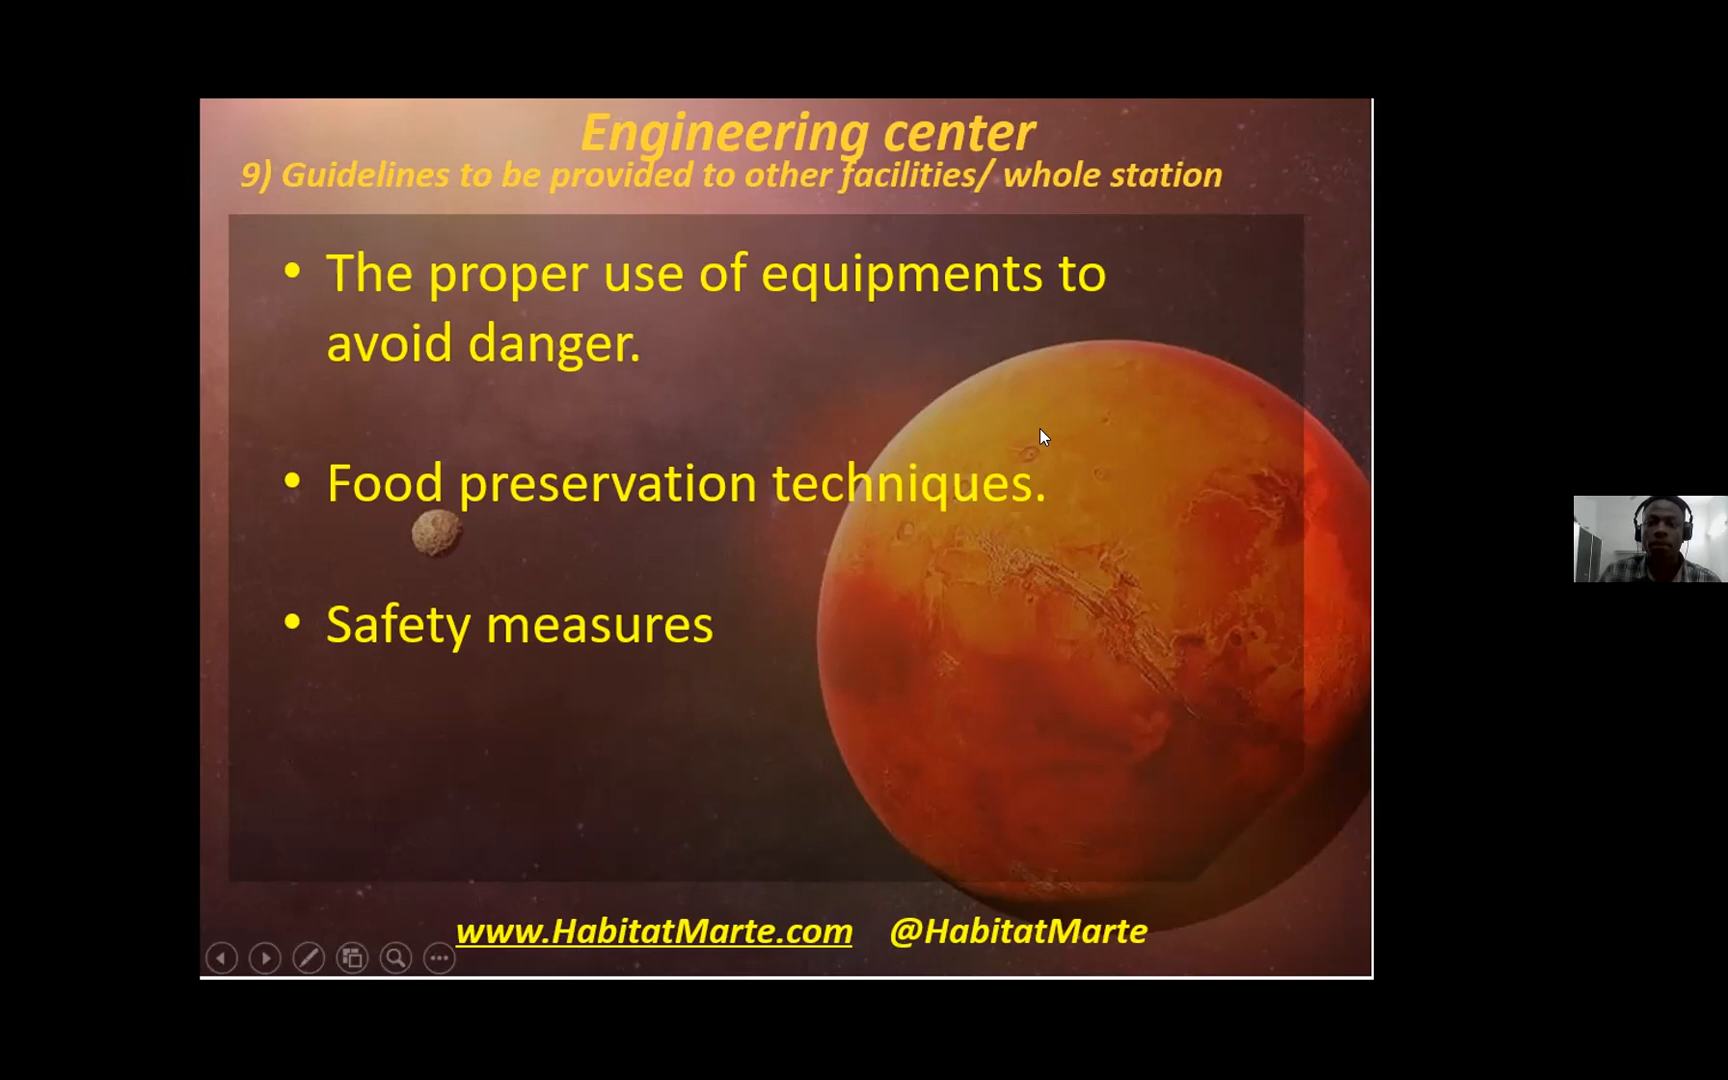 Engineering center
9) Guidelines to be provided to other facilities/ whole station
• The proper use of equipments to
avoid danger.
• Food preservation techniques.
• Safety measures
www.HabitatMarte.com @HabitatMarte